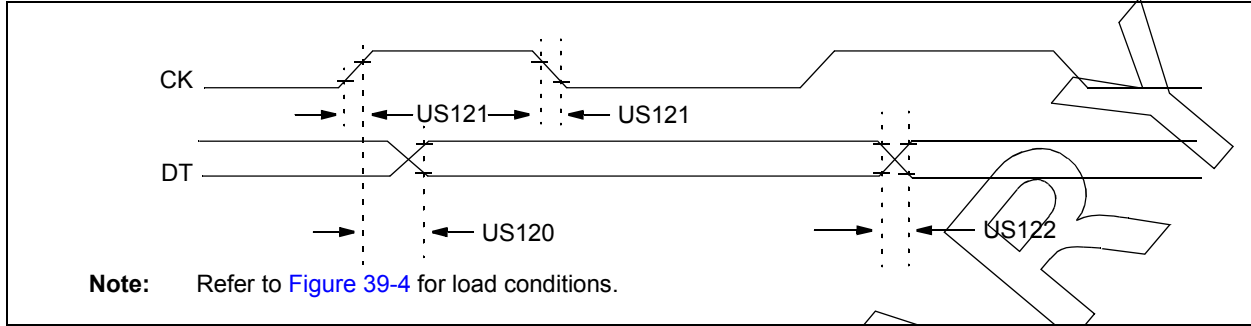 CK
US121 US121
DT
US120 US122
Note: Refer to Figure 39-4 for load conditions.
R Y